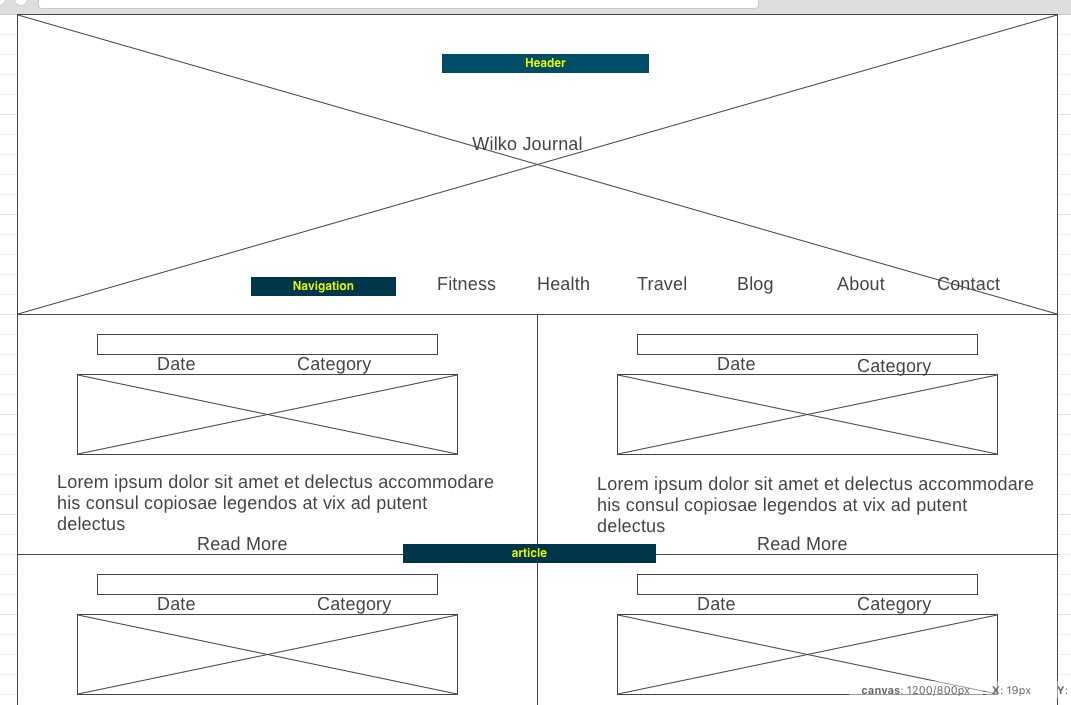 Header
Wilko Journal
Navigation Fitness Health Travel Blog About Contact
Date Category
Date Category
Lorem ipsum dolor sit amet et delectus accommodare
his consul copiosae legendos at vix ad putent
delectus
Read More
Lorem ipsum dolor sit amet et delectus accommodare
his consul copiosae legendos at vix ad putent
delectus
Read More
article
Date Category
Date Category
canvas: 1200/800px X: 19px Y: